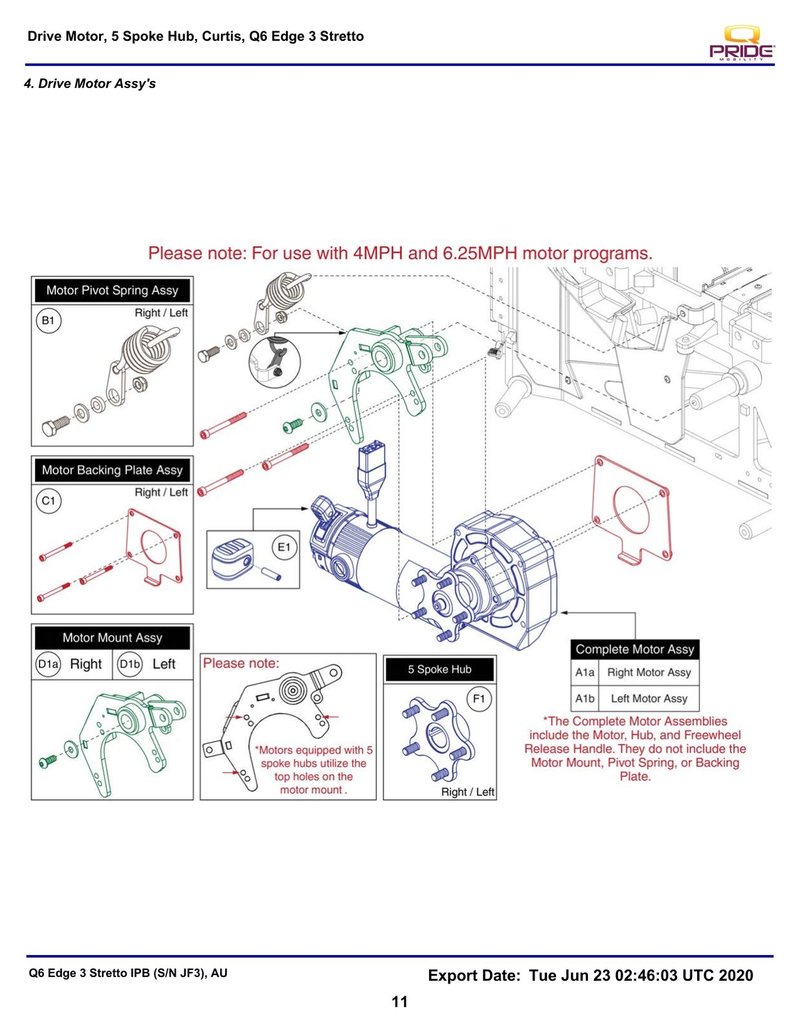 Drive Motor, 5 Spoke Hub, Curtis, Q6 Edge 3 Stretto
Q
PRIDE
MOBILITY
4. Drive Motor Assy's
Please note: For use with 4MPH and 6.25MPH motor programs.
Motor Pivot Spring Assy
B1
Right / Left
Motor Backing Plate Assy
C1
Right / Left
E1
Motor Mount Assy
D1a Right D1b Left
Please note:
*Motors equipped with 5
spoke hubs utilize the
top holes on the
motor mount .
5 Spoke Hub
F1
Right / Left
Complete Motor Assy
A1a Right Motor Assy
A1b Left Motor Assy
*The Complete Motor Assemblies
include the Motor, Hub, and Freewheel
Release Handle. They do not include the
Motor Mount, Pivot Spring, or Backing
Plate.
Q6 Edge 3 Stretto IPB (S/N JF3), AU
Export Date: Tue Jun 23 02:46:03 UTC 2020
11